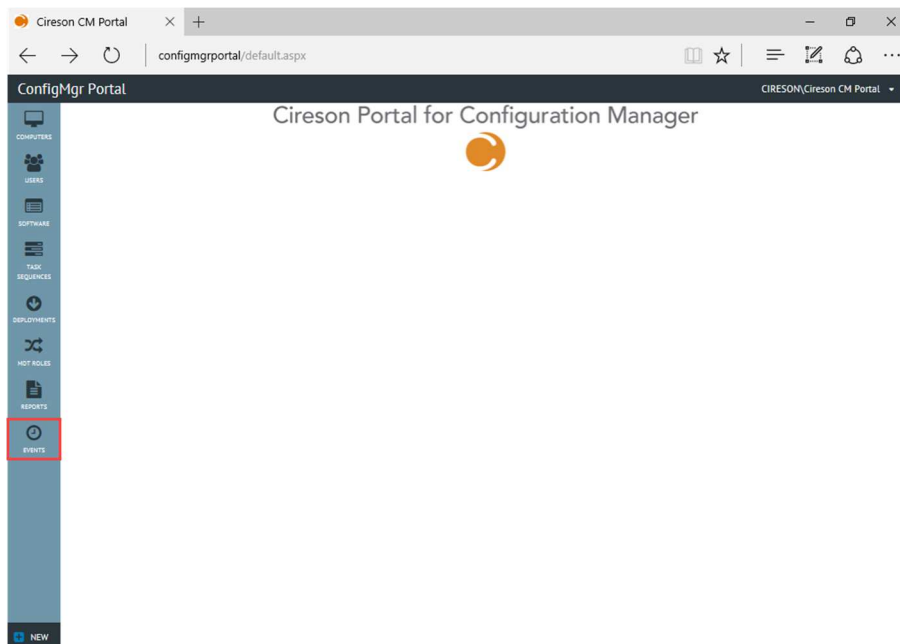 Cireson CM Portal
configmgrportal/default.aspx
ConfigMgr Portal
CIRESON\Cireson CM Portal
Cireson Portal for Configuration Manager
COMPUTERS
USERS
SOFTWARE
TASK
SEQUENCES
DEPLOYMENTS
MDT ROLES
REPORTS
EVENTS
NEW